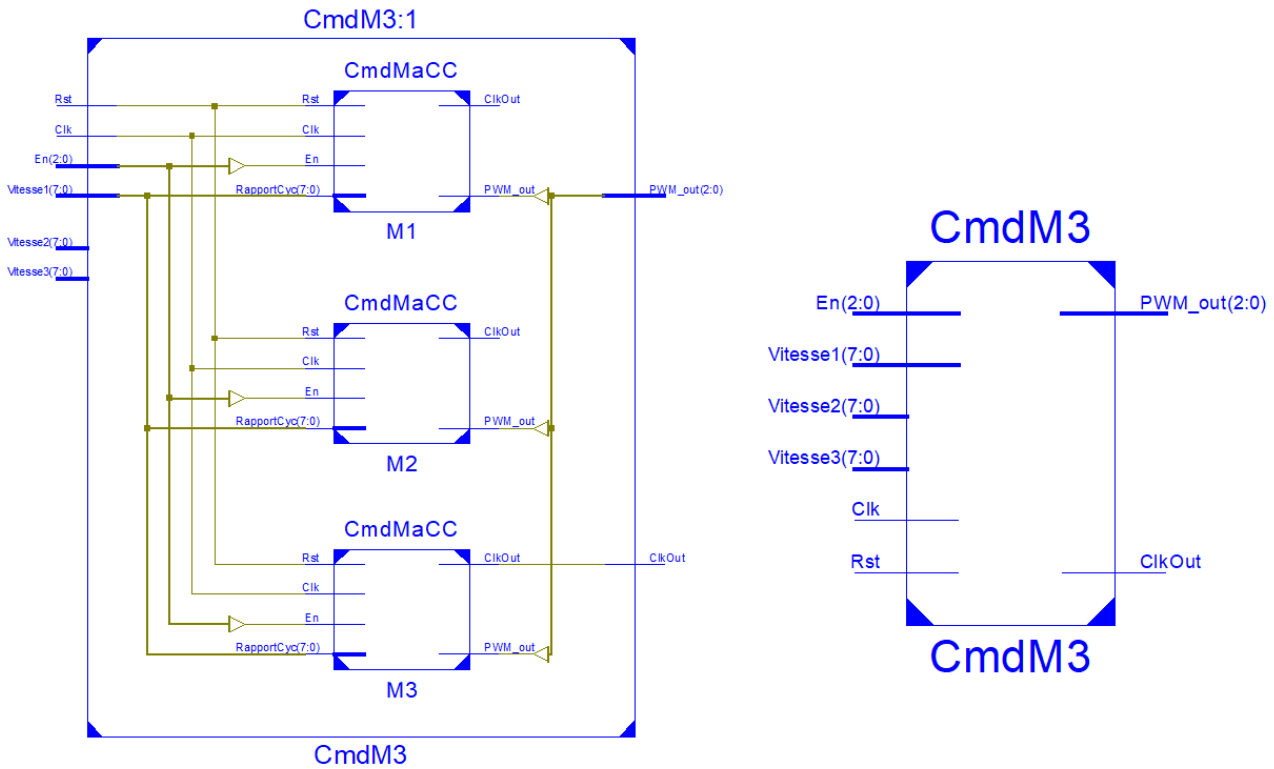 CmdM3:1
CmdMaCC
Rst
Rst
ClkOut
Clk
Clk
En(2:0)
En
Vitesse1(7:0)
RapportCyc(7:0)
PWM_out
PWM_out(2:0)
M1
Vitesse2(7:0)
Vitesse3(7:0)
CmdMaCC
Rst
ClkOut
Clk
En
RapportCyc(7:0)
PWM_out
M2
CmdMaCC
Rst
ClkOut
ClkOut
Clk
En
RapportCyc(7:0)
PWM_out
M3
CmdM3
CmdM3
En(2:0)
PWM_out(2:0)
Vitesse1(7:0)
Vitesse2(7:0)
Vitesse3(7:0)
Clk
Rst
ClkOut
CmdM3